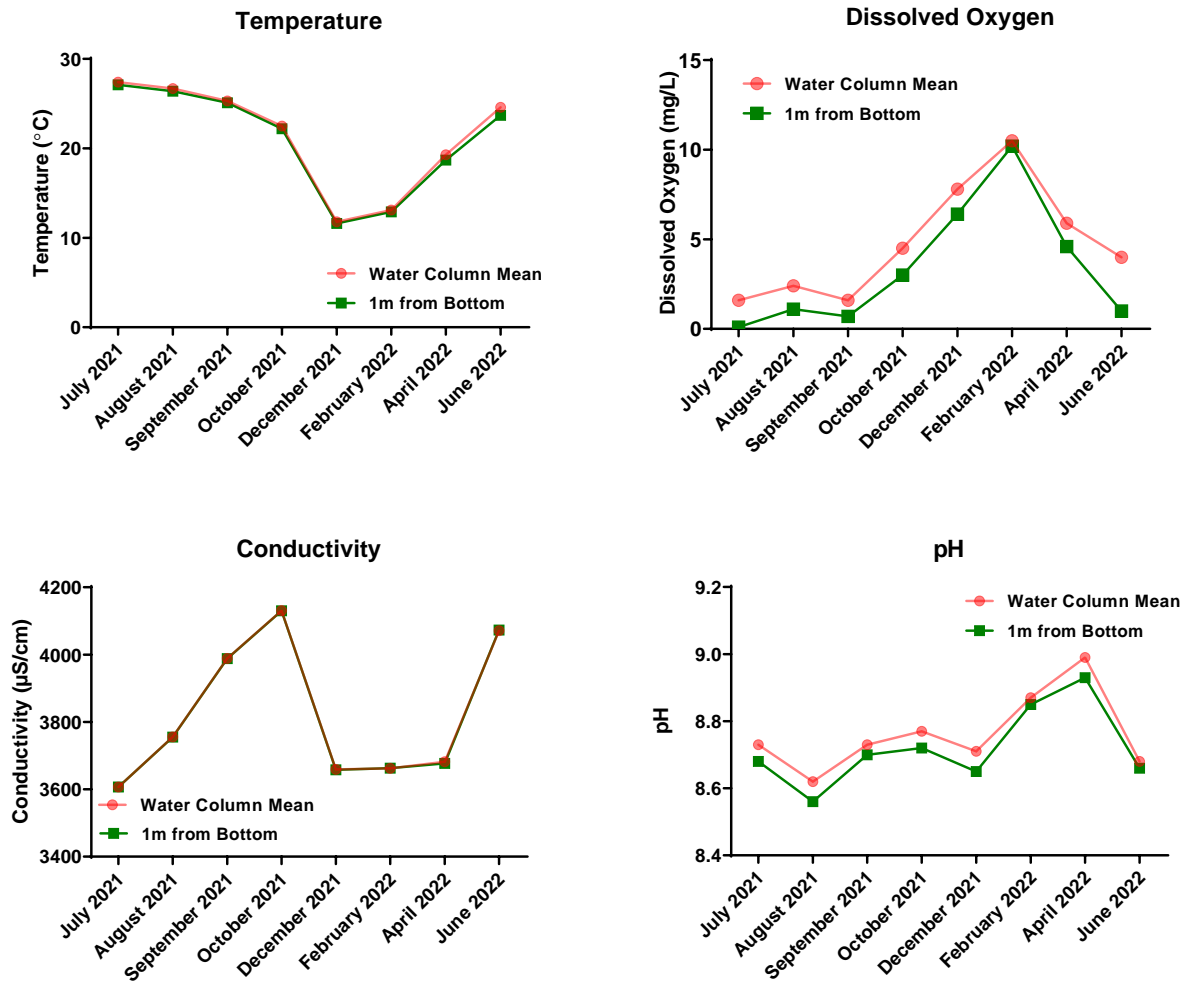 Temperature
30
20
10
0
Temperature (°C)
Water Column Mean
1m from Bottom
July 2021
August 2021
September 2021
October 2021
December 2021
February 2022
April 2022
June 2022
Dissolved Oxygen
15
10
5
0
Dissolved Oxygen (mg/L)
Water Column Mean
1m from Bottom
July 2021
August 2021
September 2021
October 2021
December 2021
February 2022
April 2022
June 2022
Conductivity
4200
4000
3800
3600
3400
Conductivity (µS/cm)
Water Column Mean
1m from Bottom
July 2021
August 2021
September 2021
October 2021
December 2021
February 2022
April 2022
June 2022
pH
9.2
9.0
8.8
8.6
8.4
pH
Water Column Mean
1m from Bottom
July 2021
August 2021
September 2021
October 2021
December 2021
February 2022
April 2022
June 2022